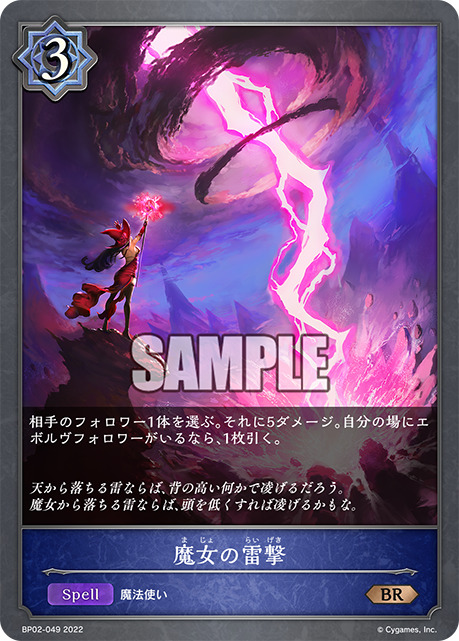 3
SAMPLE
相手のフォロワー1体を選ぶ。それに5ダメージ。自分の場にエ
ボルヴフォロワーがいるなら、1枚引く。
天から落ちる雷ならば、背の高い何かで凌げるだろう。
魔女から落ちる雷ならば、頭を低くすれば凌げるかもな。
まじょ らいげき
魔女の雷撃
Spell 魔法使い BR
BP02-049 2022 © Cygames, Inc.